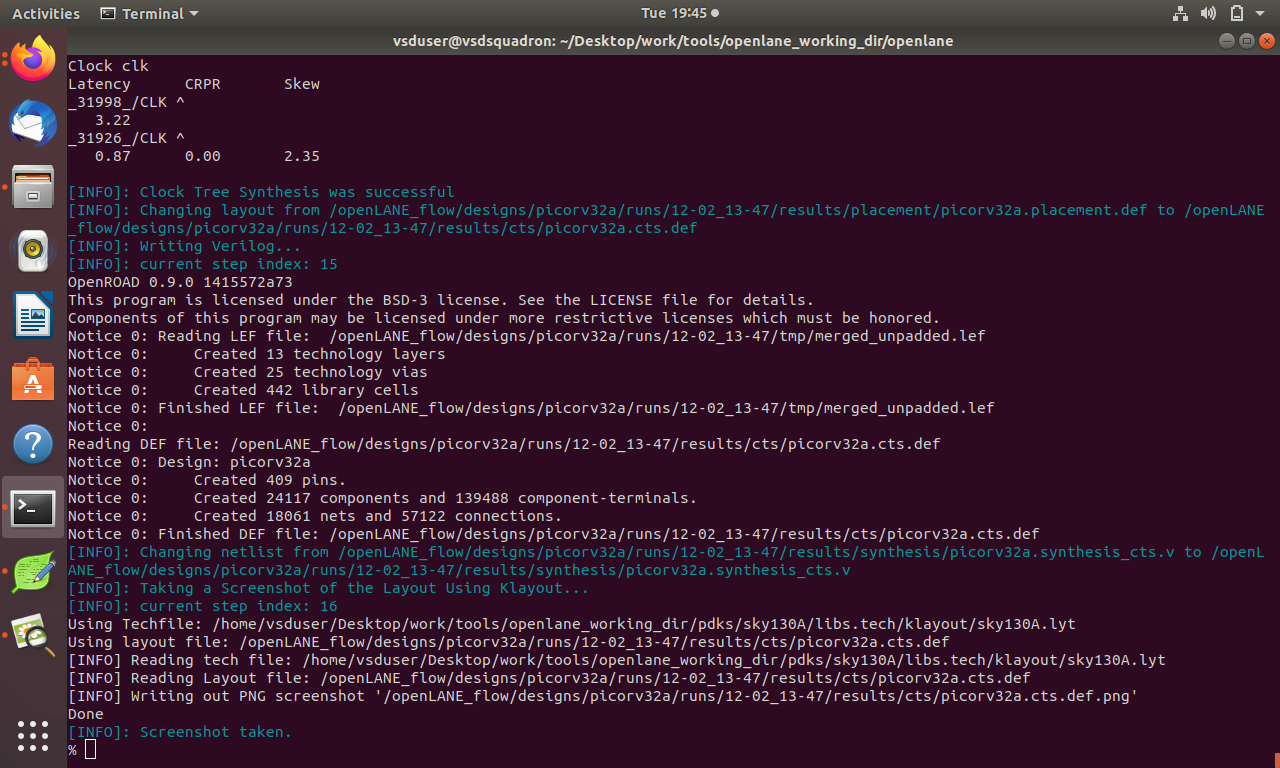 Activities Terminal Tue 19:45
vsduser@vsdsquadron: ~/Desktop/work/tools/openlane_working_dir/openlane
Clock clk
Latency      CRPR       Skew
_31998_/CLK ^
   3.22
_31926_/CLK ^
   0.87      0.00       2.35
[INFO]: Clock Tree Synthesis was successful
[INFO]: Changing layout from /openLANE_flow/designs/picorv32a/runs/12-02_13-47/results/placement/picorv32a.placement.def to /openLANE
_flow/designs/picorv32a/runs/12-02_13-47/results/cts/picorv32a.cts.def
[INFO]: Writing Verilog...
[INFO]: current step index: 15
OpenROAD 0.9.0 1415572a73
This program is licensed under the BSD-3 license. See the LICENSE file for details.
Components of this program may be licensed under more restrictive licenses which must be honored.
Notice 0: Reading LEF file:  /openLANE_flow/designs/picorv32a/runs/12-02_13-47/tmp/merged_unpadded.lef
Notice 0:     Created 13 technology layers
Notice 0:     Created 25 technology vias
Notice 0:     Created 442 library cells
Notice 0: Finished LEF file:  /openLANE_flow/designs/picorv32a/runs/12-02_13-47/tmp/merged_unpadded.lef
Notice 0:
Reading DEF file: /openLANE_flow/designs/picorv32a/runs/12-02_13-47/results/cts/picorv32a.cts.def
Notice 0: Design: picorv32a
Notice 0:     Created 409 pins.
Notice 0:     Created 24117 components and 139488 component-terminals.
Notice 0:     Created 18061 nets and 57122 connections.
Notice 0: Finished DEF file: /openLANE_flow/designs/picorv32a/runs/12-02_13-47/results/cts/picorv32a.cts.def
[INFO]: Changing netlist from /openLANE_flow/designs/picorv32a/runs/12-02_13-47/results/synthesis/picorv32a.synthesis_cts.v to /openL
ANE_flow/designs/picorv32a/runs/12-02_13-47/results/synthesis/picorv32a.synthesis_cts.v
[INFO]: Taking a Screenshot of the Layout Using Klayout...
[INFO]: current step index: 16
Using Techfile: /home/vsduser/Desktop/work/tools/openlane_working_dir/pdks/sky130A/libs.tech/klayout/sky130A.lyt
Using layout file: /openLANE_flow/designs/picorv32a/runs/12-02_13-47/results/cts/picorv32a.cts.def
[INFO] Reading tech file: /home/vsduser/Desktop/work/tools/openlane_working_dir/pdks/sky130A/libs.tech/klayout/sky130A.lyt
[INFO] Reading Layout file: /openLANE_flow/designs/picorv32a/runs/12-02_13-47/results/cts/picorv32a.cts.def
[INFO] Writing out PNG screenshot '/openLANE_flow/designs/picorv32a/runs/12-02_13-47/results/cts/picorv32a.cts.def.png'
Done
[INFO]: Screenshot taken.
%